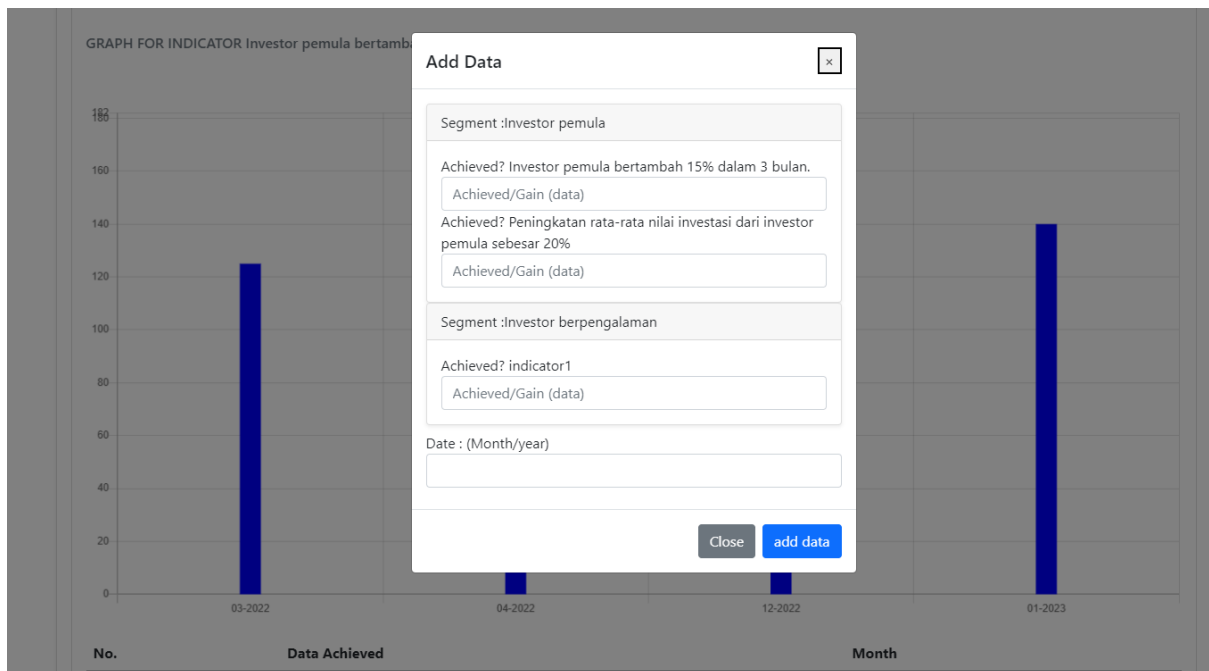 GRAPH FOR INDICATOR Investor pemula bertamb
Add Data
×
Segment :Investor pemula
Achieved? Investor pemula bertambah 15% dalam 3 bulan.
Achieved/Gain (data)
Achieved? Peningkatan rata-rata nilai investasi dari investor
pemula sebesar 20%
Achieved/Gain (data)
Segment :Investor berpengalaman
Achieved? indicator1
Achieved/Gain (data)
Date : (Month/year)
Close
add data
182
180
160
140
120
100
80
60
40
20
0
03-2022
04-2022
12-2022
01-2023
No.
Data Achieved
Month